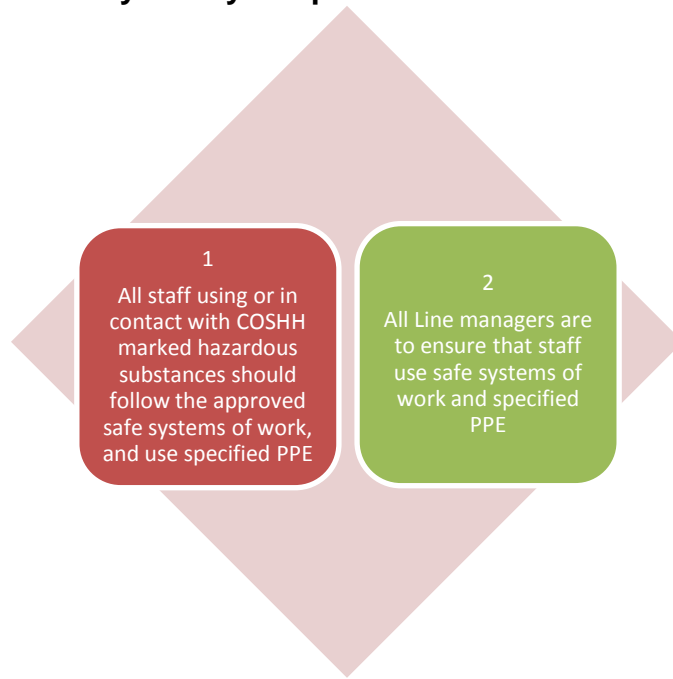 1
All staff using or in
contact with COSHH
marked hazardous
substances should
follow the approved
safe systems of work,
and use specified PPE
2
All Line managers are
to ensure that staff
use safe systems of
work and specified
PPE